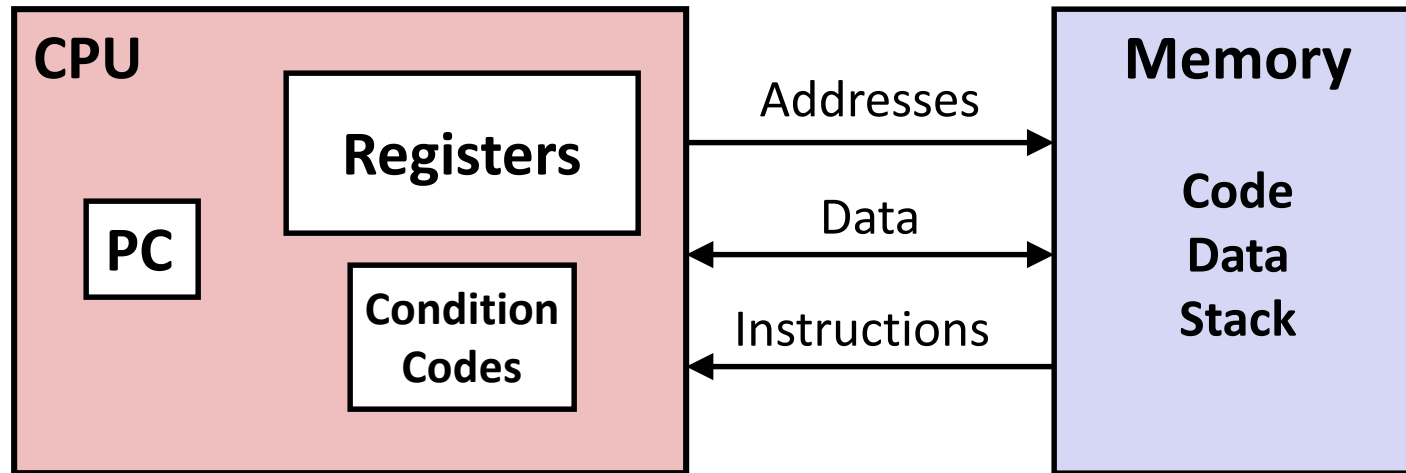 CPU
Registers
PC
Condition
Codes
Addresses
Data
Instructions
Memory
Code
Data
Stack